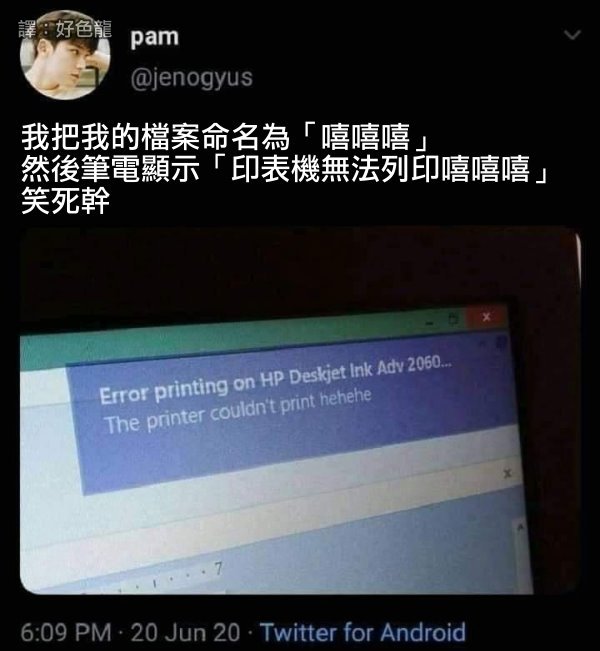 譯：好色龍
pam
@jenogyus
我把我的檔案命名為「嘻嘻嘻」
然後筆電顯示「印表機無法列印嘻嘻嘻」
笑死幹
Error printing on HP Deskjet Ink Adv 2060...
The printer couldn't print hehehe
7
6:09 PM · 20 Jun 20 · Twitter for Android